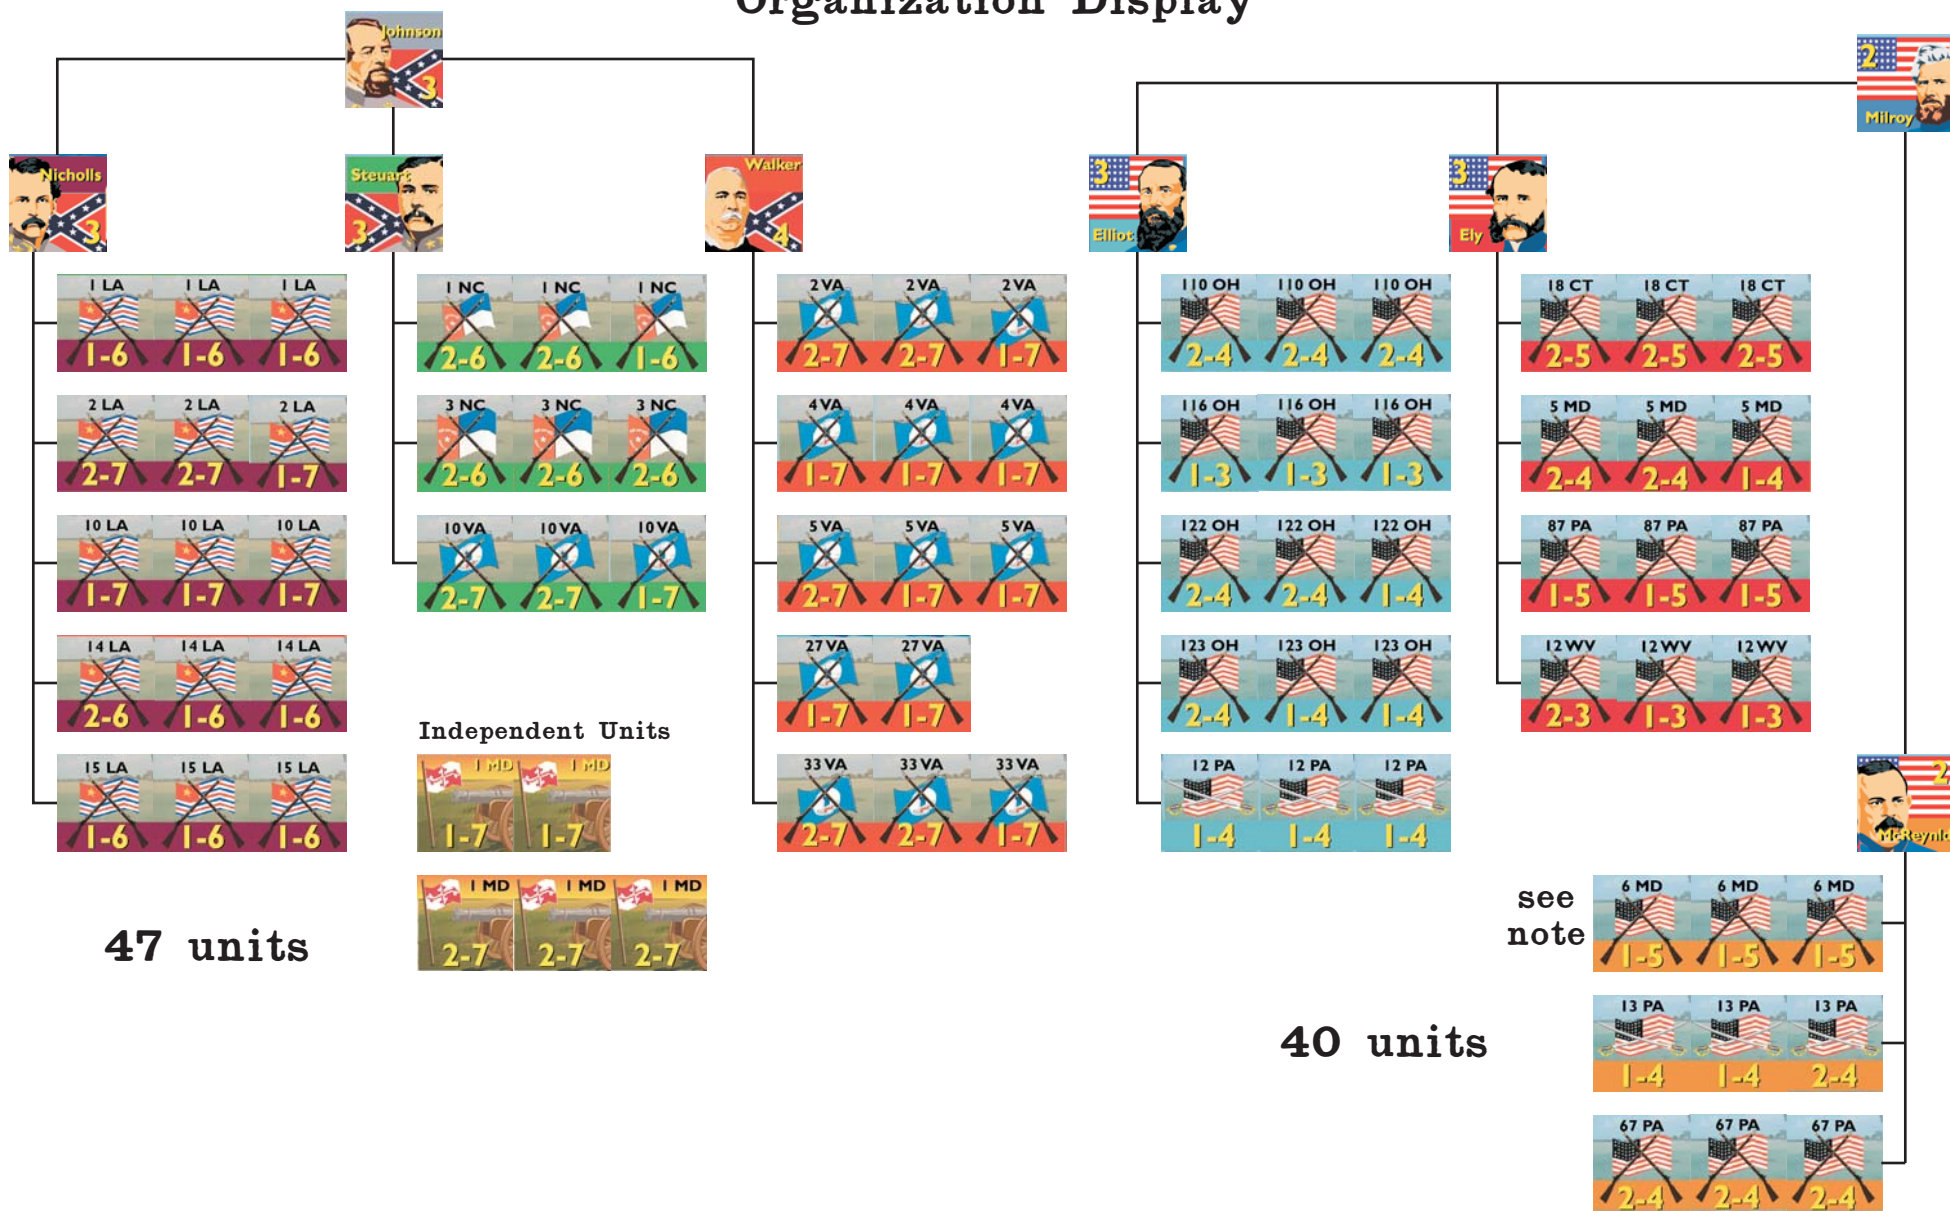 Organization Display
Johnson
3
2
Milroy
Nicholls
3
Steuart
3
Walker
4
3
Elliot
3
Ely
1 LA 1 LA 1 LA
1-6 1-6 1-6
2 LA 2 LA 2 LA
2-7 2-7 1-7
10 LA 10 LA 10 LA
1-7 1-7 1-7
14 LA 14 LA 14 LA
2-6 1-6 1-6
15 LA 15 LA 15 LA
1-6 1-6 1-6
47 units
1 NC 1 NC 1 NC
2-6 2-6 1-6
3 NC 3 NC 3 NC
2-6 2-6 2-6
10 VA 10 VA 10 VA
2-7 2-7 1-7
Independent Units
1 MD 1 MD
1-7 1-7
1 MD 1 MD 1 MD
2-7 2-7 2-7
2 VA 2 VA 2 VA
2-7 2-7 1-7
4 VA 4 VA 4 VA
1-7 1-7 1-7
5 VA 5 VA 5 VA
2-7 1-7 1-7
27 VA 27 VA
1-7 1-7
33 VA 33 VA 33 VA
2-7 2-7 1-7
110 OH 110 OH 110 OH
2-4 2-4 2-4
116 OH 116 OH 116 OH
1-3 1-3 1-3
122 OH 122 OH 122 OH
2-4 2-4 1-4
123 OH 123 OH 123 OH
2-4 1-4 1-4
12 PA 12 PA 12 PA
1-4 1-4 1-4
18 CT 18 CT 18 CT
2-5 2-5 2-5
5 MD 5 MD 5 MD
2-4 2-4 1-4
87 PA 87 PA 87 PA
1-5 1-5 1-5
12 WV 12 WV 12 WV
2-3 1-3 1-3
2
McReynlc
see
note
6 MD 6 MD 6 MD
1-5 1-5 1-5
13 PA 13 PA 13 PA
1-4 1-4 2-4
67 PA 67 PA 67 PA
2-4 2-4 2-4
40 units